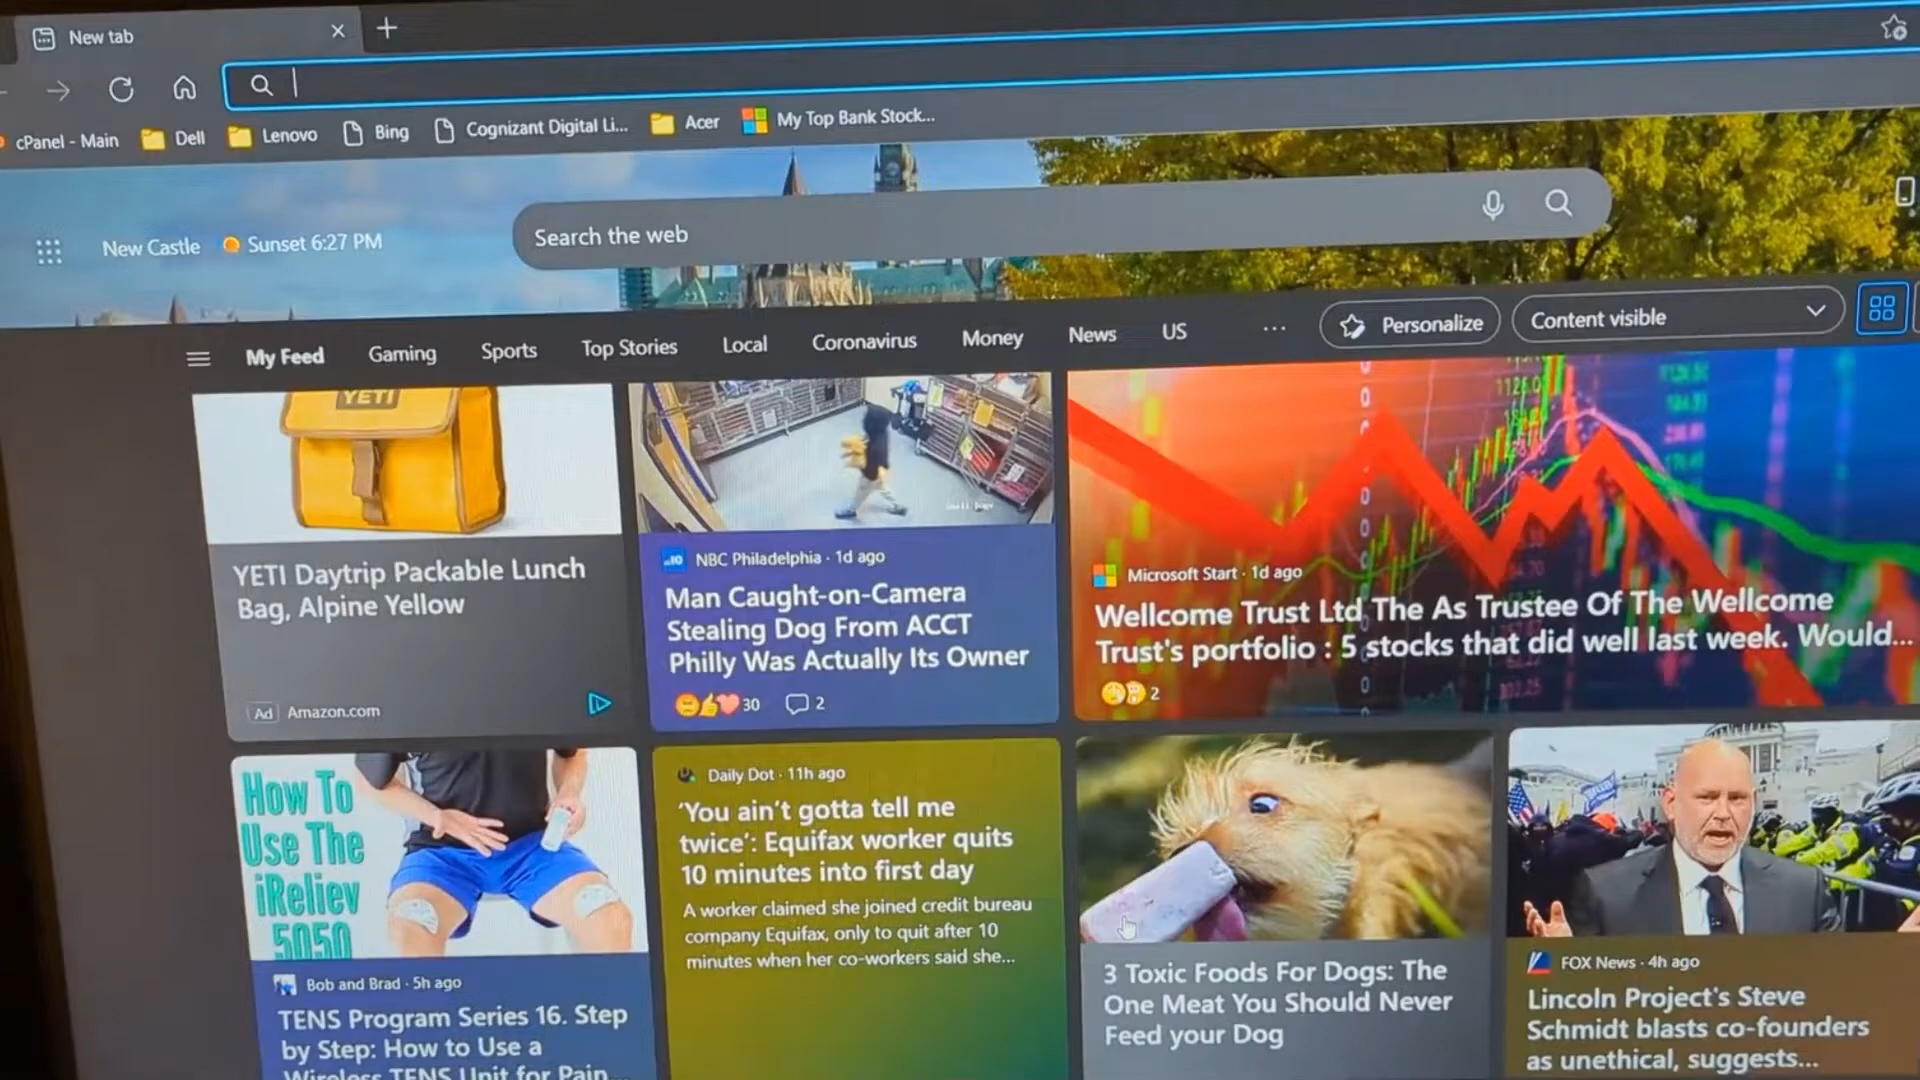 New tab
cPanel - Main
Dell
Lenovo
Bing
Cognizant Digital Li...
Acer
My Top Bank Stock...
New Castle
Sunset 6:27 PM
Search the web
My Feed
Gaming
Sports
Top Stories
Local
Coronavirus
Money
News
US
Personalize
Content visible
YETI
YETI Daytrip Packable Lunch
Bag, Alpine Yellow
Ad Amazon.com
NBC Philadelphia · 1d ago
Man Caught-on-Camera
Stealing Dog From ACCT
Philly Was Actually Its Owner
30
2
Microsoft Start · 1d ago
Wellcome Trust Ltd The As Trustee Of The Wellcome
Trust's portfolio : 5 stocks that did well last week. Would...
2
How To
Use The
iReliev
5050
Bob and Brad · 5h ago
TENS Program Series 16. Step
by Step: How to Use a
Wireless TENS Unit for Pain...
Daily Dot · 11h ago
'You ain't gotta tell me
twice': Equifax worker quits
10 minutes into first day
A worker claimed she joined credit bureau
company Equifax, only to quit after 10
minutes when her co-workers said she...
3 Toxic Foods For Dogs: The
One Meat You Should Never
Feed your Dog
FOX News · 4h ago
Lincoln Project's Steve
Schmidt blasts co-founders
as unethical, suggests...